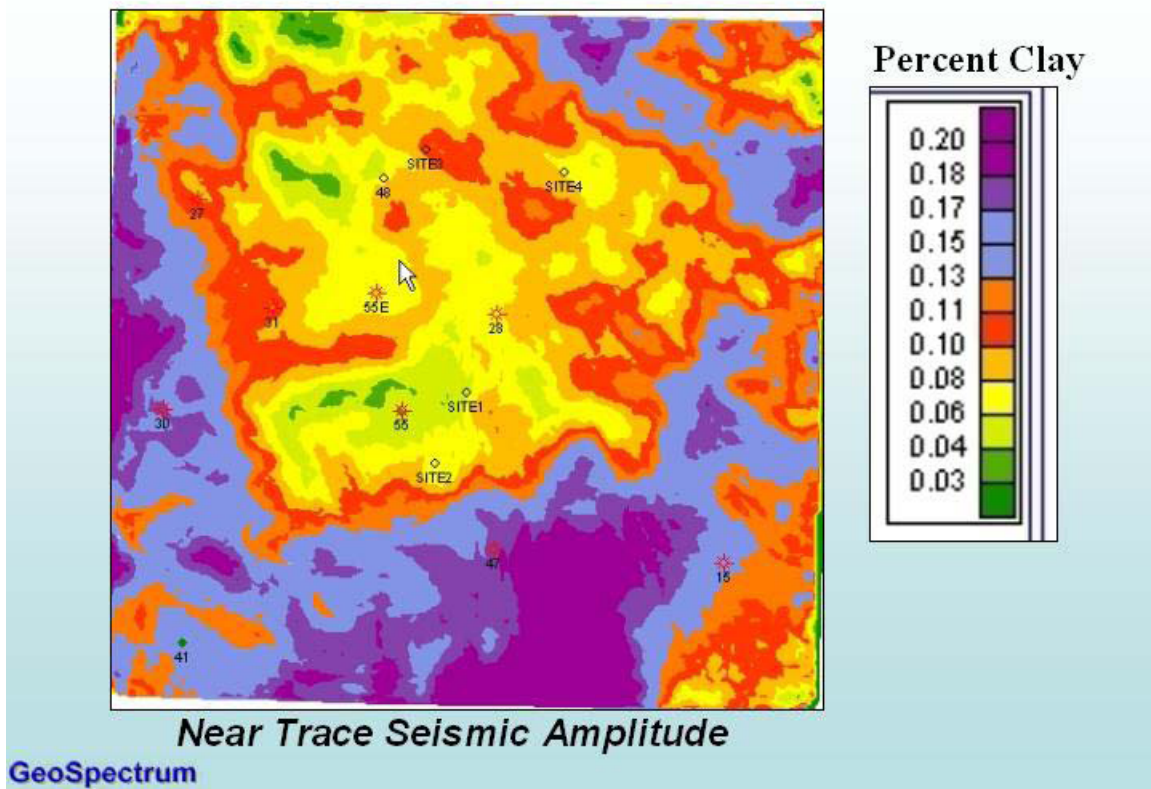 Percent Clay
0.20
0.18
0.17
0.15
0.13
0.11
0.10
0.08
0.06
0.04
0.03
SITE3
48
SITE4
27
31
55E
28
SITE1
30
55
SITE2
47
15
41
Near Trace Seismic Amplitude
GeoSpectrum